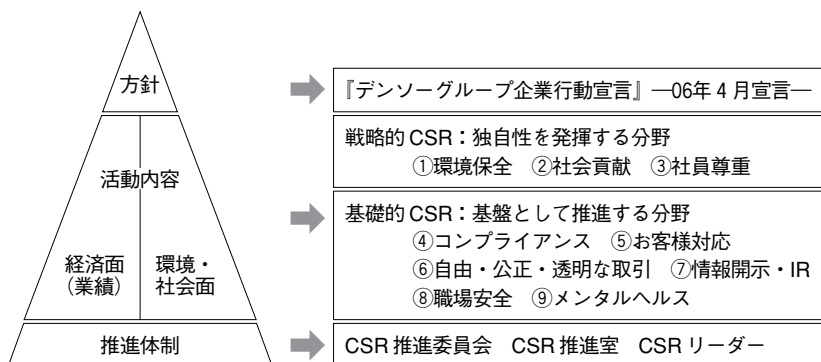 方針
『デンソーグループ企業行動宣言』―06年4月宣言―
戦略的CSR：独自性を発揮する分野
①環境保全　②社会貢献　③社員尊重
活動内容
経済面
（業績）
環境・
社会面
基礎的CSR：基盤として推進する分野
④コンプライアンス　⑤お客様対応
⑥自由・公正・透明な取引　⑦情報開示・IR
⑧職場安全　⑨メンタルヘルス
推進体制
CSR推進委員会　CSR推進室　CSRリーダー